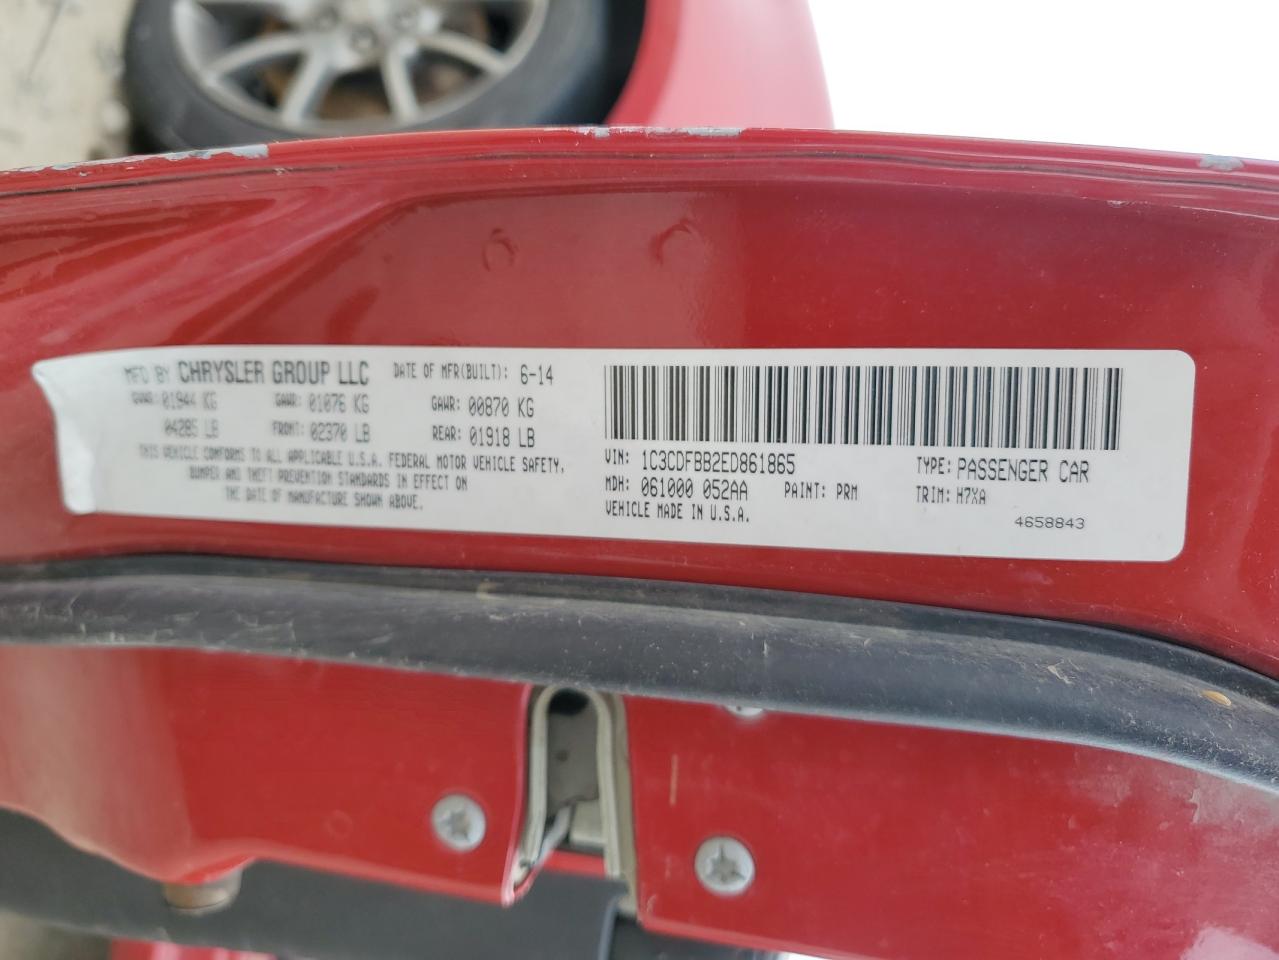 MFD BY CHRYSLER GROUP LLC DATE OF MFR(BUILT): 6-14
GVWR: 01944 KG GAWR: 01076 KG GAWR: 00870 KG
04285 LB FRONT: 02370 LB REAR: 01918 LB
THIS VEHICLE CONFORMS TO ALL APPLICABLE U.S.A. FEDERAL MOTOR VEHICLE SAFETY,
BUMPER AND THEFT PREVENTION STANDARDS IN EFFECT ON
THE DATE OF MANUFACTURE SHOWN ABOVE.
VIN: 1C3CDFBB2ED861865 TYPE: PASSENGER CAR
MDH: 061000 052AA PAINT: PRM TRIM: H7XA
VEHICLE MADE IN U.S.A.
4658843